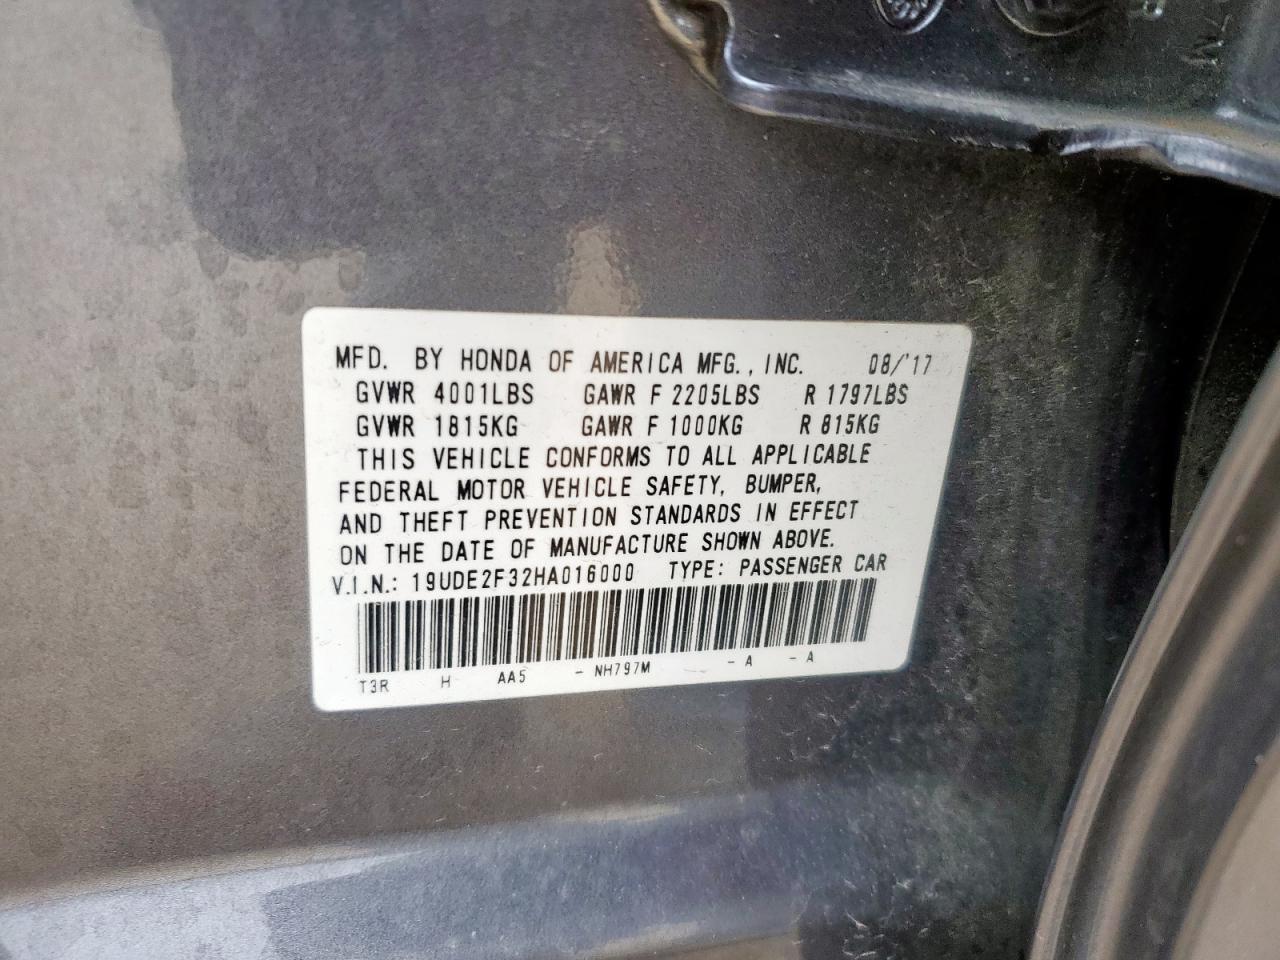 MFD. BY HONDA OF AMERICA MFG., INC. 08/'17
GVWR 4001LBS GAWR F 2205LBS R 1797LBS
GVWR 1815KG GAWR F 1000KG R 815KG
THIS VEHICLE CONFORMS TO ALL APPLICABLE
FEDERAL MOTOR VEHICLE SAFETY, BUMPER,
AND THEFT PREVENTION STANDARDS IN EFFECT
ON THE DATE OF MANUFACTURE SHOWN ABOVE.
V.I.N.: 19UDE2F32HA016000 TYPE: PASSENGER CAR
T3R H AA5 - NH797M - A - A